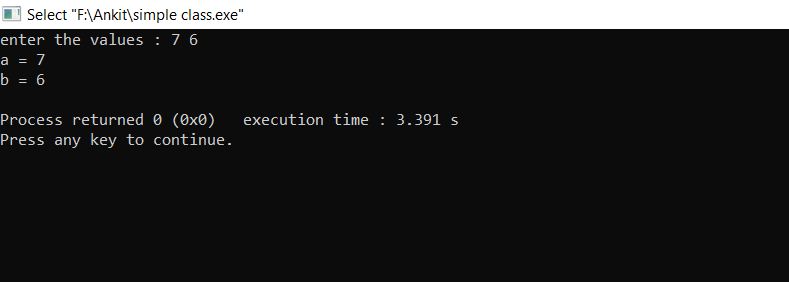 Select "F:\Ankit\simple class.exe"
enter the values : 7 6
a = 7
b = 6
Process returned 0 (0x0)   execution time : 3.391 s
Press any key to continue.